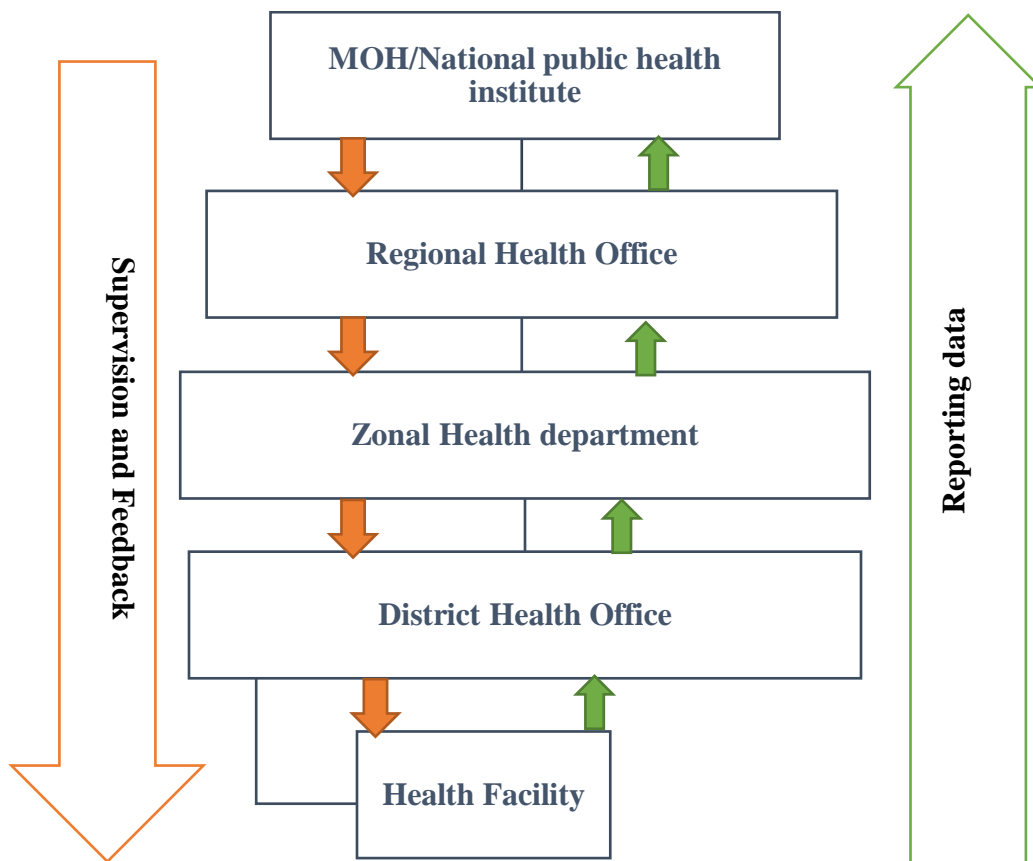 MOH/National public health
institute
Regional Health Office
Zonal Health department
District Health Office
Health Facility
Supervision and Feedback
Reporting data